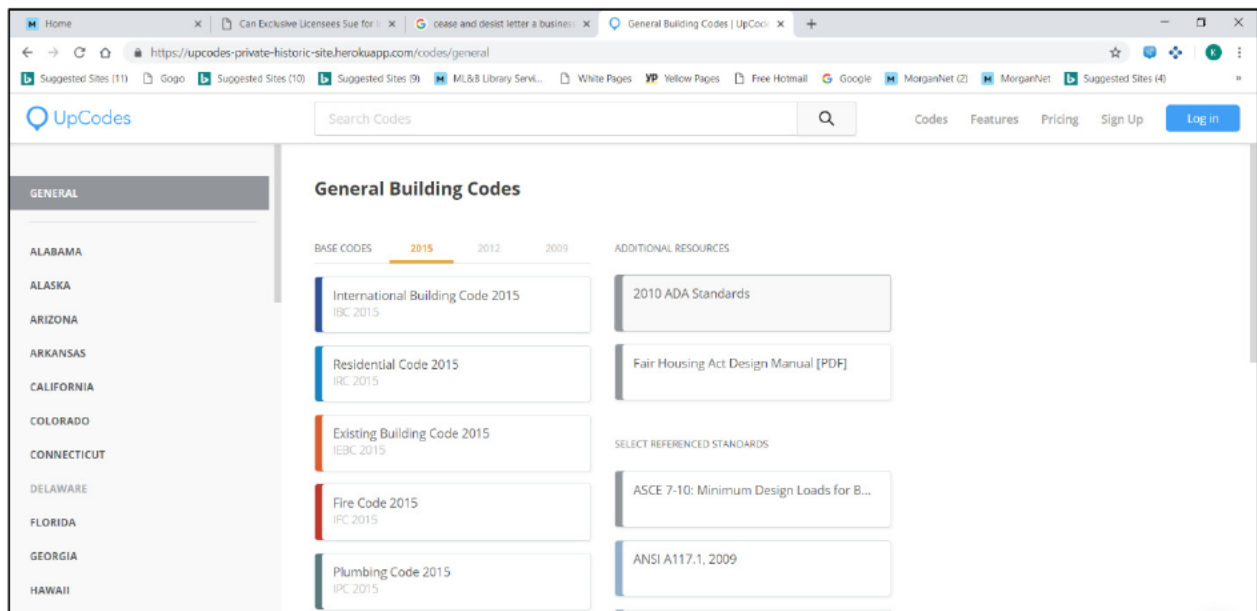 Home
Can Exclusive Licensees Sue for I
cease and desist letter a busines
General Building Codes | UpCode
https://upcodes-private-historic-site.herokuapp.com/codes/general
K
Suggested Sites (11) Gogo Suggested Sites (10) Suggested Sites (9) ML&B Library Servi... White Pages Yellow Pages Free Hotmail Google MorganNet (2) MorganNet Suggested Sites (4) »
UpCodes
Search Codes
Codes Features Pricing Sign Up Log in
GENERAL
ALABAMA
ALASKA
ARIZONA
ARKANSAS
CALIFORNIA
COLORADO
CONNECTICUT
DELAWARE
FLORIDA
GEORGIA
HAWAII
General Building Codes
BASE CODES 2015 2012 2009
International Building Code 2015
IBC 2015
Residential Code 2015
IRC 2015
Existing Building Code 2015
IEBC 2015
Fire Code 2015
IFC 2015
Plumbing Code 2015
IPC 2015
ADDITIONAL RESOURCES
2010 ADA Standards
Fair Housing Act Design Manual [PDF]
SELECT REFERENCED STANDARDS
ASCE 7-10: Minimum Design Loads for B...
ANSI A117.1, 2009